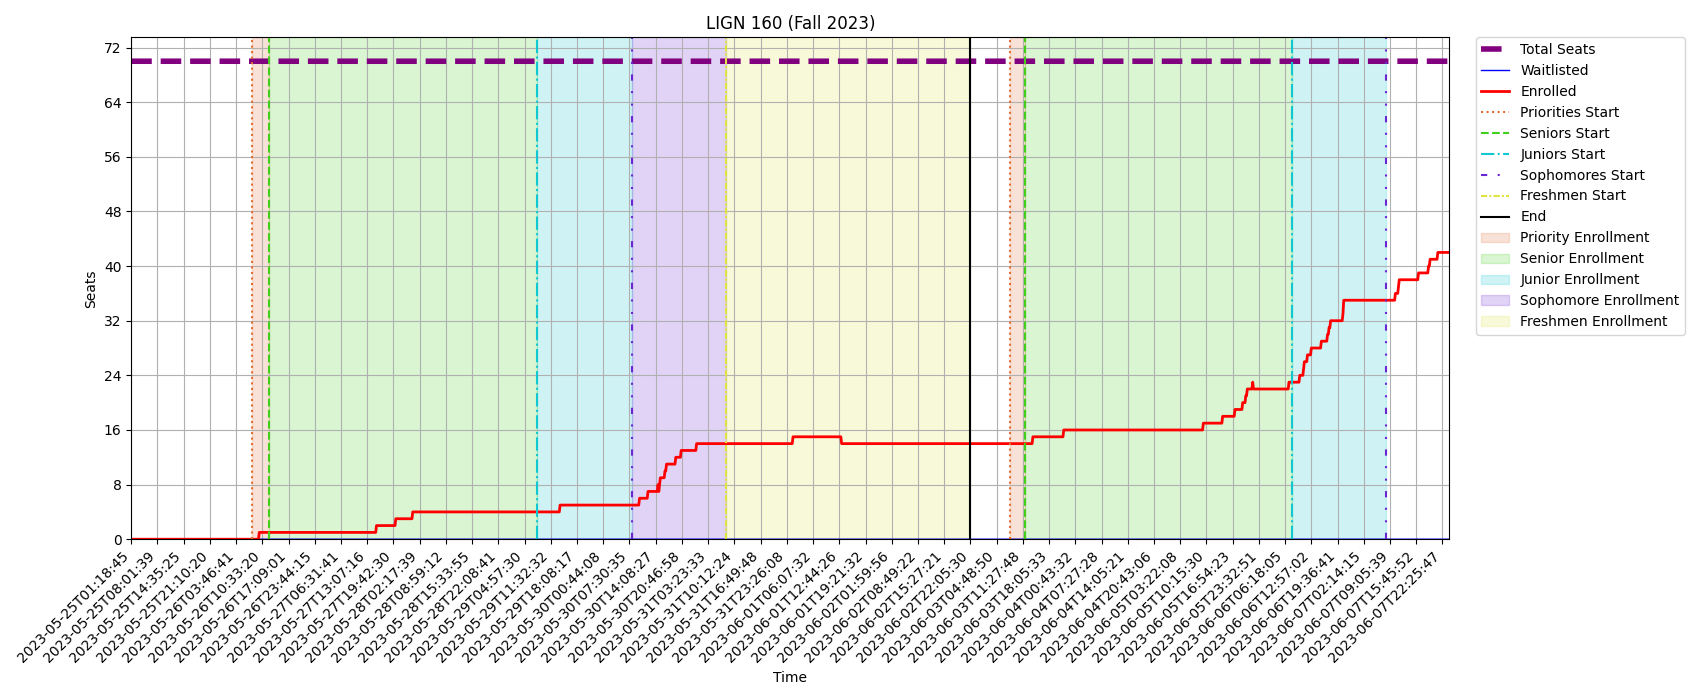 LIGN 160 (Fall 2023)
Seats
72
64
56
48
40
32
24
16
8
0
2023-05-25T01:18:45
2023-05-25T08:01:39
2023-05-25T14:35:25
2023-05-25T21:10:20
2023-05-26T03:46:41
2023-05-26T10:33:20
2023-05-26T17:09:01
2023-05-26T23:44:15
2023-05-27T06:31:41
2023-05-27T13:07:16
2023-05-27T19:42:30
2023-05-28T02:17:39
2023-05-28T08:59:12
2023-05-28T15:33:55
2023-05-28T22:08:41
2023-05-29T04:57:30
2023-05-29T11:32:32
2023-05-29T18:08:17
2023-05-30T00:44:08
2023-05-30T07:30:35
2023-05-30T14:08:27
2023-05-30T20:46:58
2023-05-31T03:23:33
2023-05-31T10:12:24
2023-05-31T16:49:48
2023-05-31T23:26:08
2023-06-01T06:07:32
2023-06-01T12:44:26
2023-06-01T19:21:32
2023-06-02T01:59:56
2023-06-02T08:49:22
2023-06-02T15:27:21
2023-06-02T22:05:30
2023-06-03T04:48:50
2023-06-03T11:27:48
2023-06-03T18:05:33
2023-06-04T00:43:32
2023-06-04T07:27:28
2023-06-04T14:05:21
2023-06-04T20:43:06
2023-06-05T03:22:08
2023-06-05T10:15:30
2023-06-05T16:54:23
2023-06-05T23:32:51
2023-06-06T06:18:05
2023-06-06T12:57:02
2023-06-06T19:36:41
2023-06-07T02:14:15
2023-06-07T09:05:39
2023-06-07T15:45:52
2023-06-07T22:25:47
Time
Total Seats
Waitlisted
Enrolled
Priorities Start
Seniors Start
Juniors Start
Sophomores Start
Freshmen Start
End
Priority Enrollment
Senior Enrollment
Junior Enrollment
Sophomore Enrollment
Freshmen Enrollment